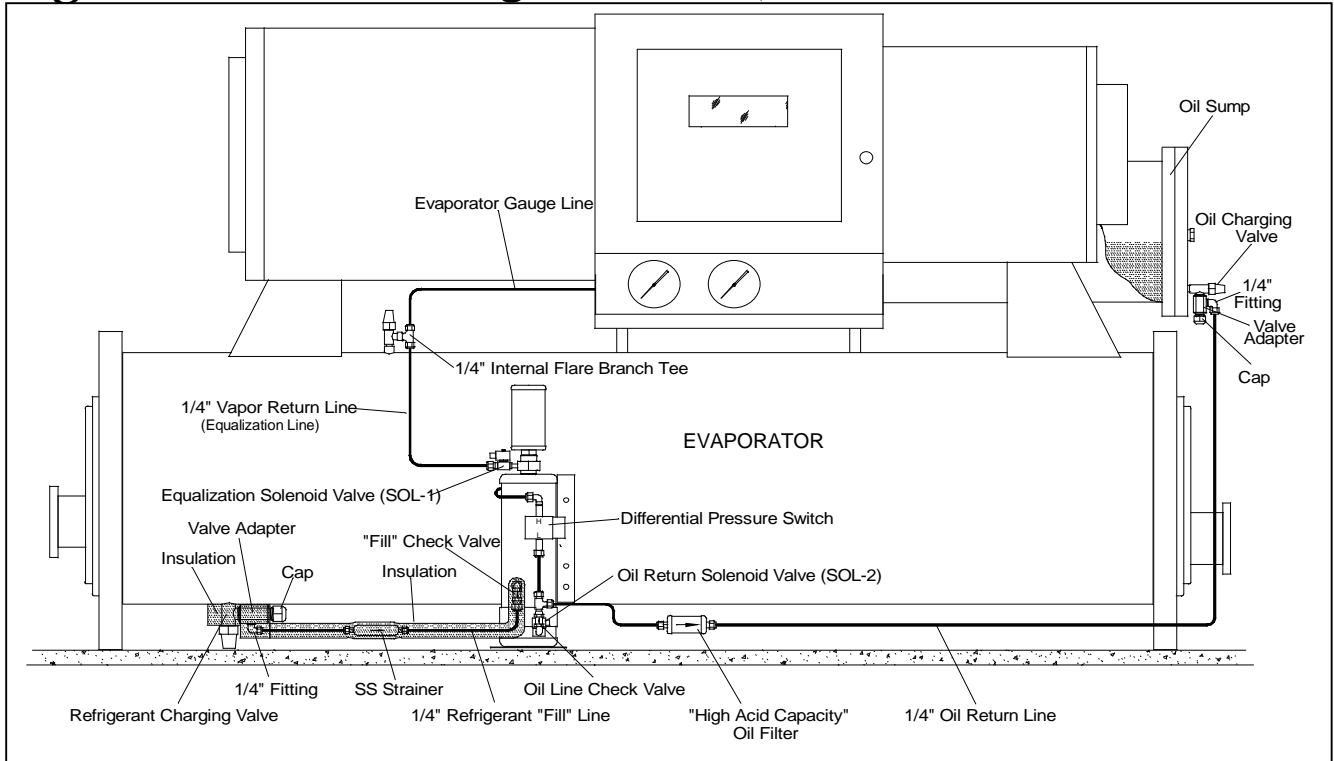 Oil Sump
Evaporator Gauge Line
Oil Charging
Valve
1/4"
Fitting
Valve
Adapter
Cap
1/4" Internal Flare Branch Tee
1/4" Vapor Return Line
(Equalization Line)
EVAPORATOR
Equalization Solenoid Valve (SOL-1)
H
L
Differential Pressure Switch
Valve Adapter
"Fill" Check Valve
Insulation
Cap
Insulation
Oil Return Solenoid Valve (SOL-2)
1/4" Fitting
SS Strainer
Oil Line Check Valve
Refrigerant Charging Valve
1/4" Refrigerant "Fill" Line
"High Acid Capacity"
Oil Filter
1/4" Oil Return Line